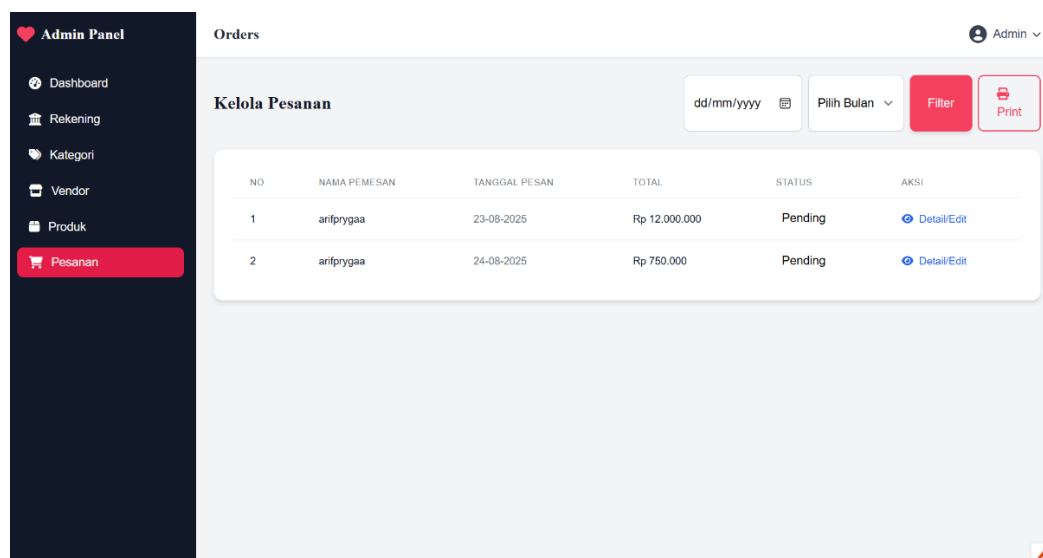 Admin Panel
Orders
Admin
Dashboard
Rekening
Kategori
Vendor
Produk
Pesanan
Kelola Pesanan
dd/mm/yyyy
Pilih Bulan
Filter
Print
NO NAMA PEMESAN TANGGAL PESAN TOTAL STATUS AKSI
1 arifprygaa 23-08-2025 Rp 12.000.000 Pending Detail/Edit
2 arifprygaa 24-08-2025 Rp 750.000 Pending Detail/Edit